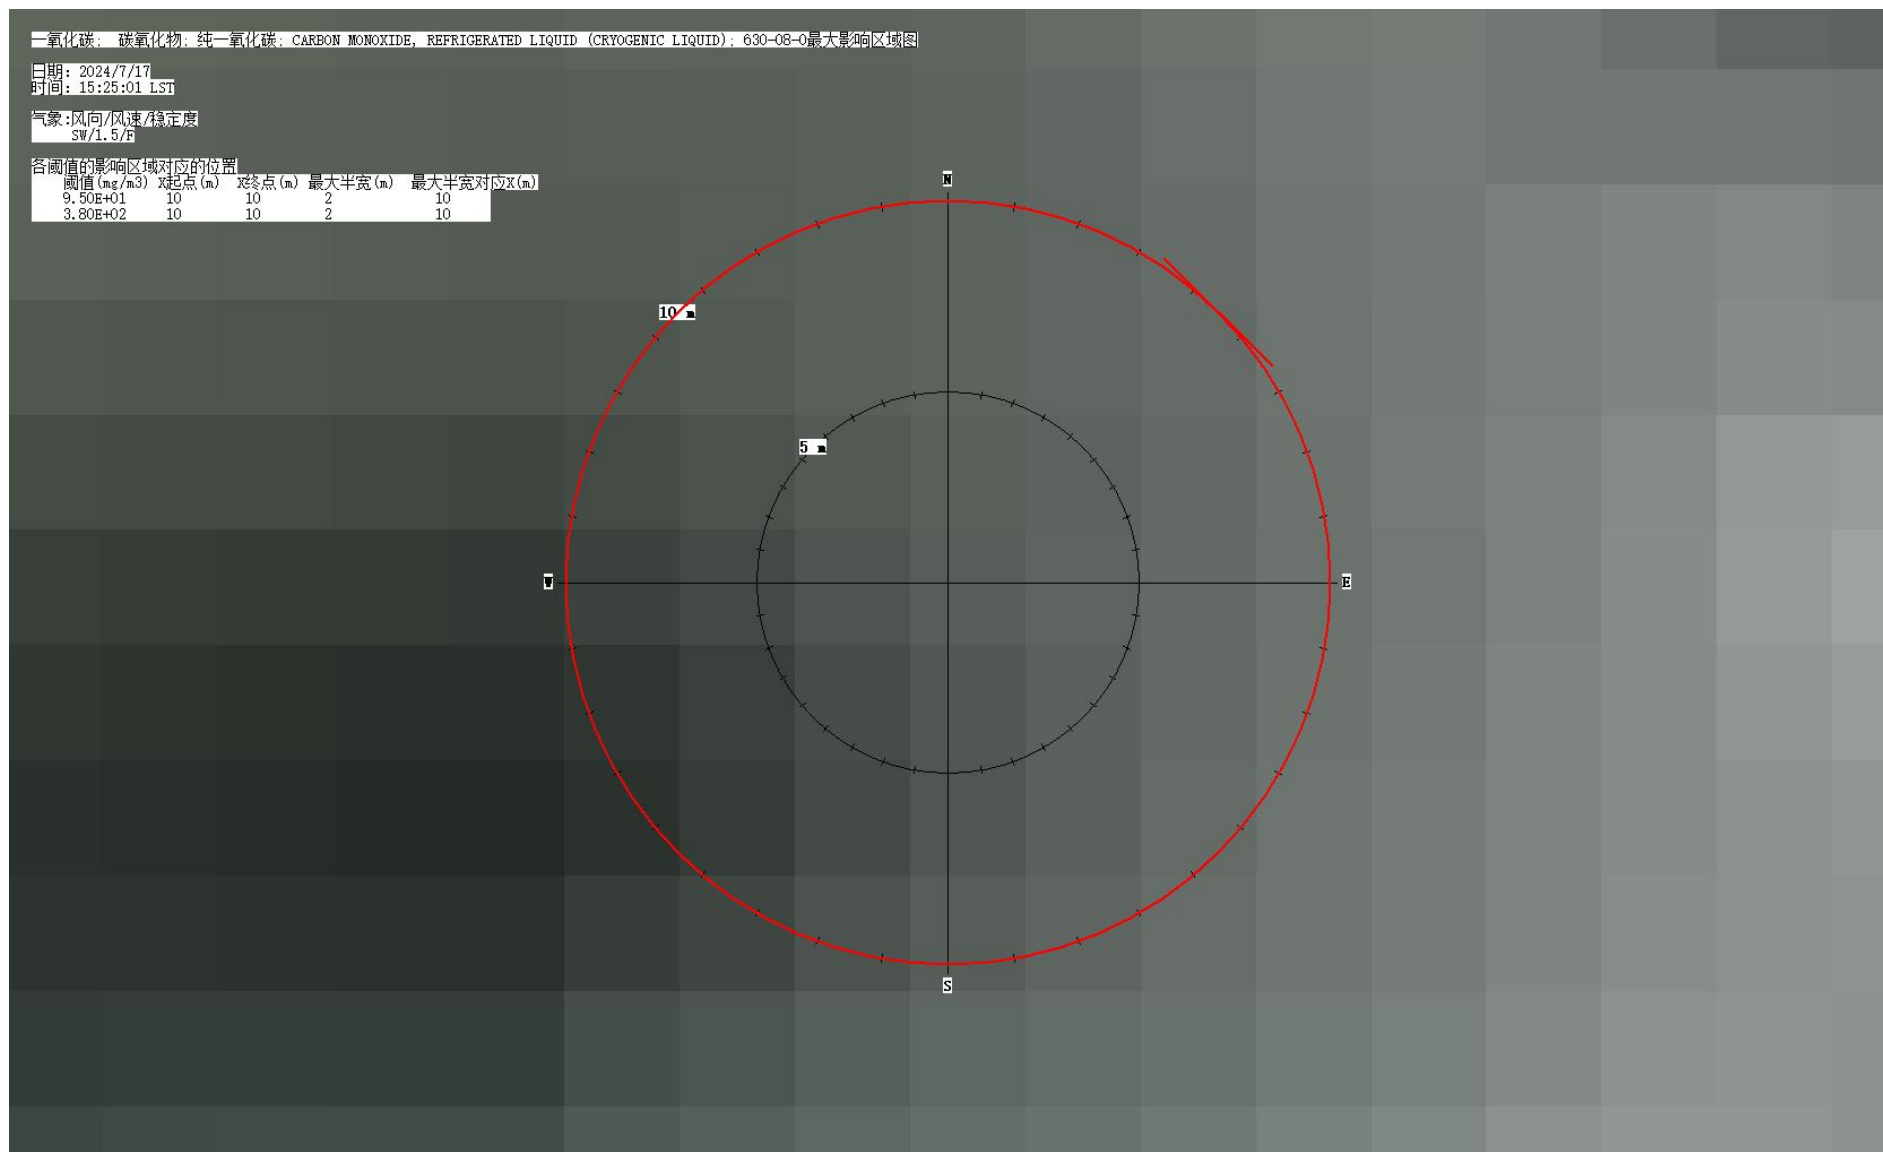 一氧化碳; 碳氧化物; 纯一氧化碳; CARBON MONOXIDE, REFRIGERATED LIQUID (CRYOGENIC LIQUID); 630-08-0最大影响区域图
日期: 2024/7/17
时间: 15:25:01 LST
气象:风向/风速/稳定度
SW/1.5/F
各阈值的影响区域对应的位置
阈值(mg/m3) X起点(m) X终点(m) 最大半宽(m) 最大半宽对应X(m)
9.50E+01 10 10 2 10
3.80E+02 10 10 2 10
N
10 m
5 m
W
E
S